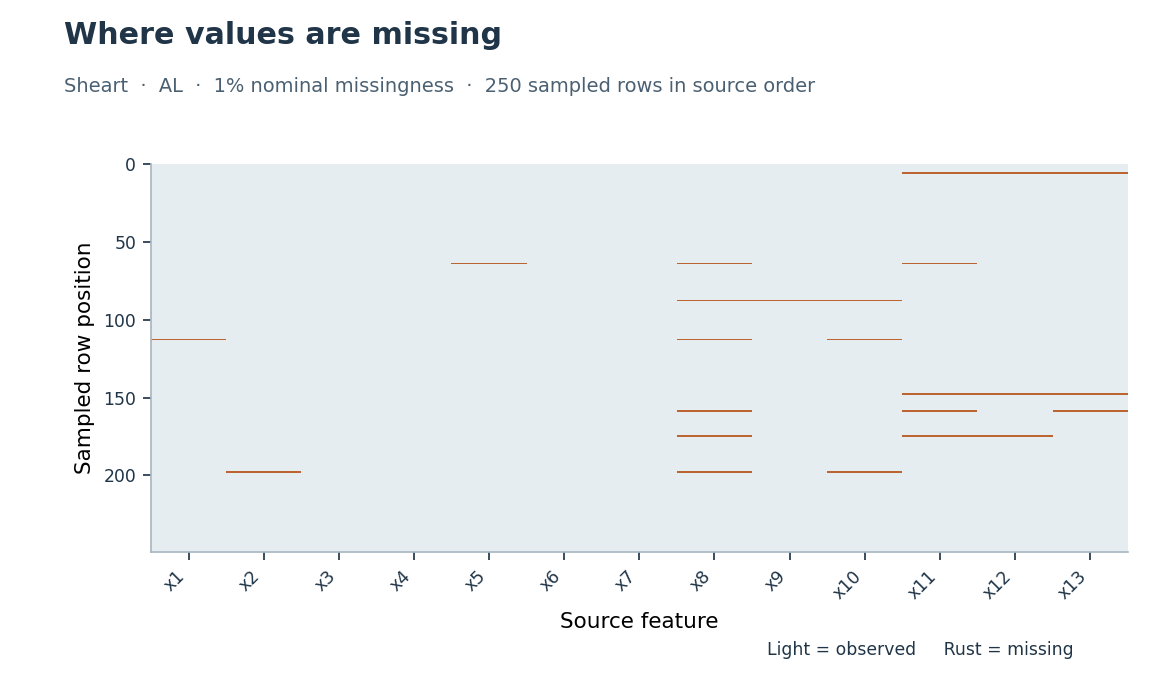 Where values are missing
Sheart · AL · 1% nominal missingness · 250 sampled rows in source order
0
50
100
150
200
Sampled row position
x1
x2
x3
x4
x5
x6
x7
x8
x9
x10
x11
x12
x13
Source feature
Light = observed Rust = missing